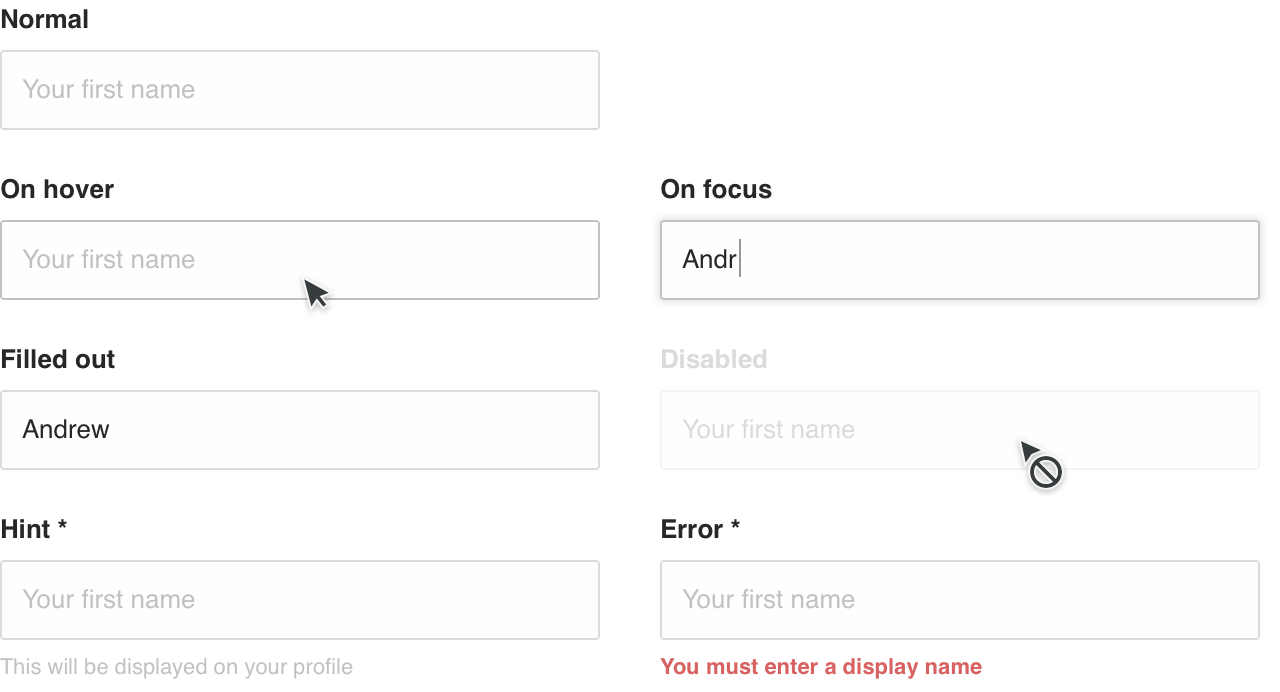 Normal
Your first name
On hover
On focus
Your first name
Andr
Filled out
Disabled
Andrew
Your first name
Hint *
Error *
Your first name
Your first name
This will be displayed on your profile
You must enter a display name